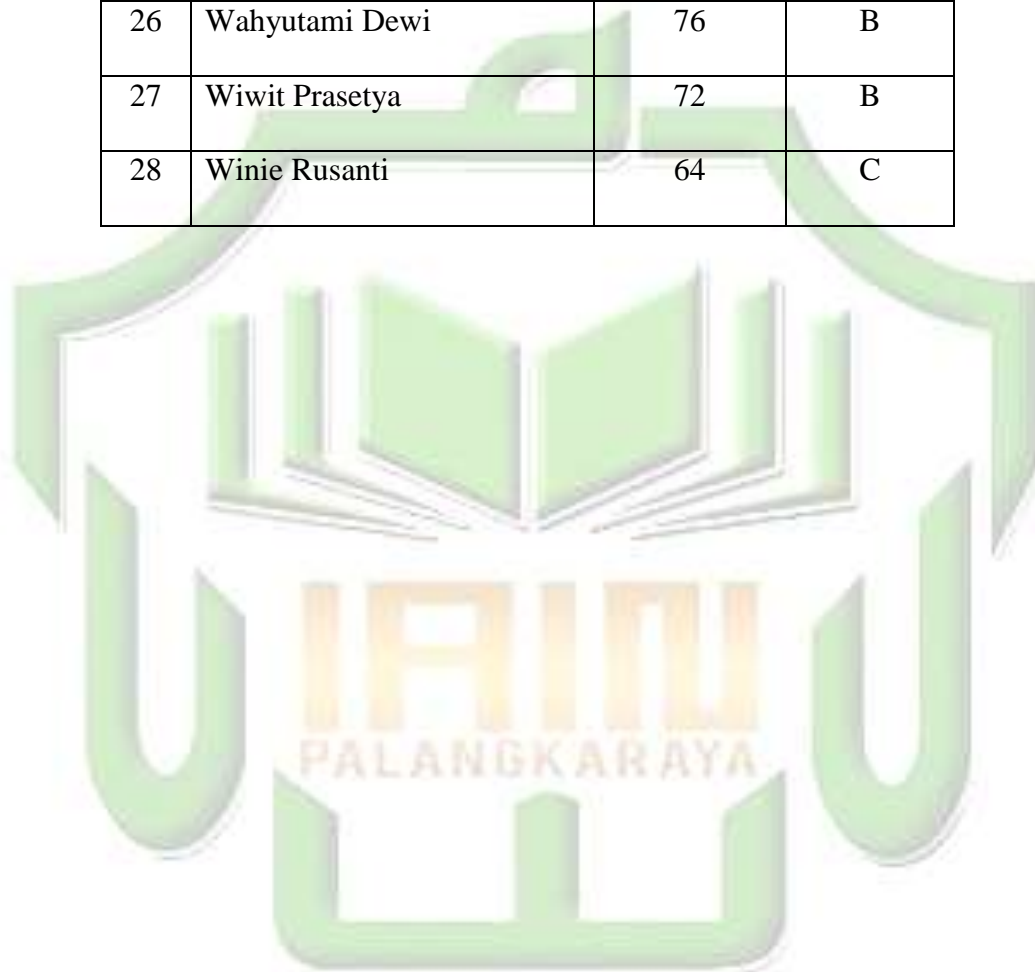 26 Wahyutami Dewi 76 B
27 Wiwit Prasetya 72 B
28 Winie Rusanti 64 C
IAIN
PALANGKARAYA